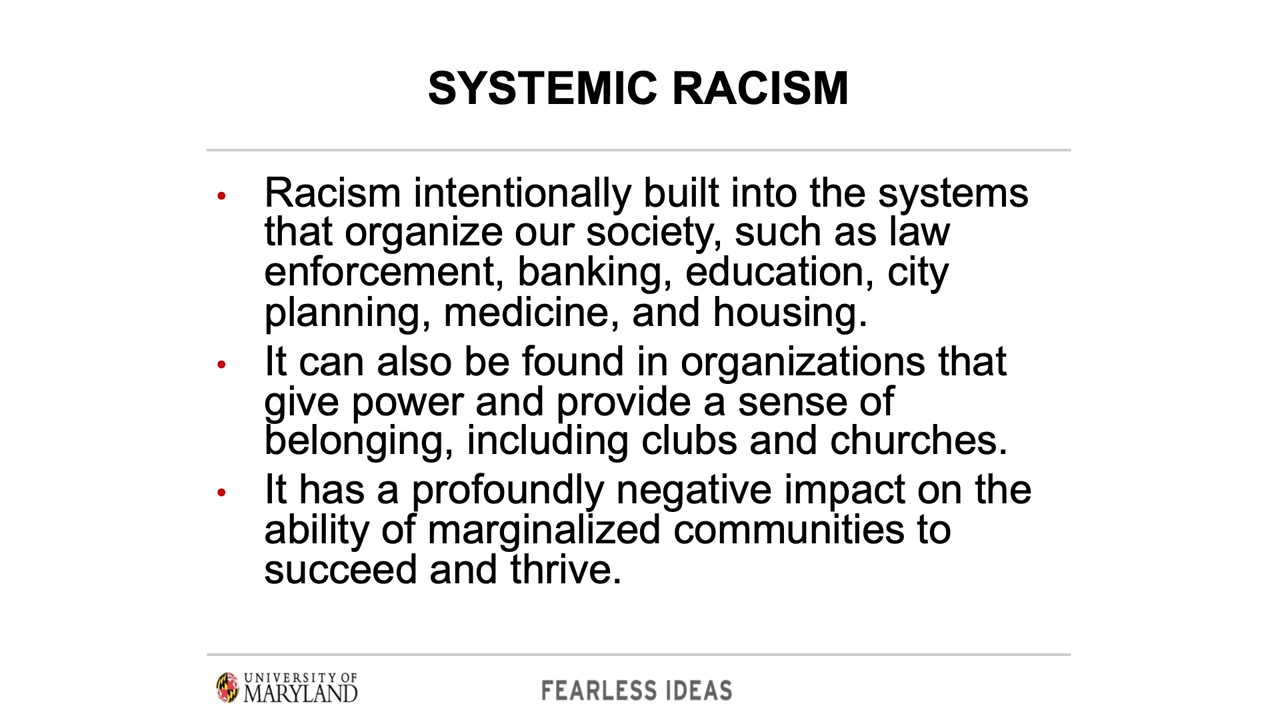 SYSTEMIC RACISM
• Racism intentionally built into the systems
that organize our society, such as law
enforcement, banking, education, city
planning, medicine, and housing.
• It can also be found in organizations that
give power and provide a sense of
belonging, including clubs and churches.
• It has a profoundly negative impact on the
ability of marginalized communities to
succeed and thrive.
UNIVERSITY OF
MARYLAND
FEARLESS IDEAS